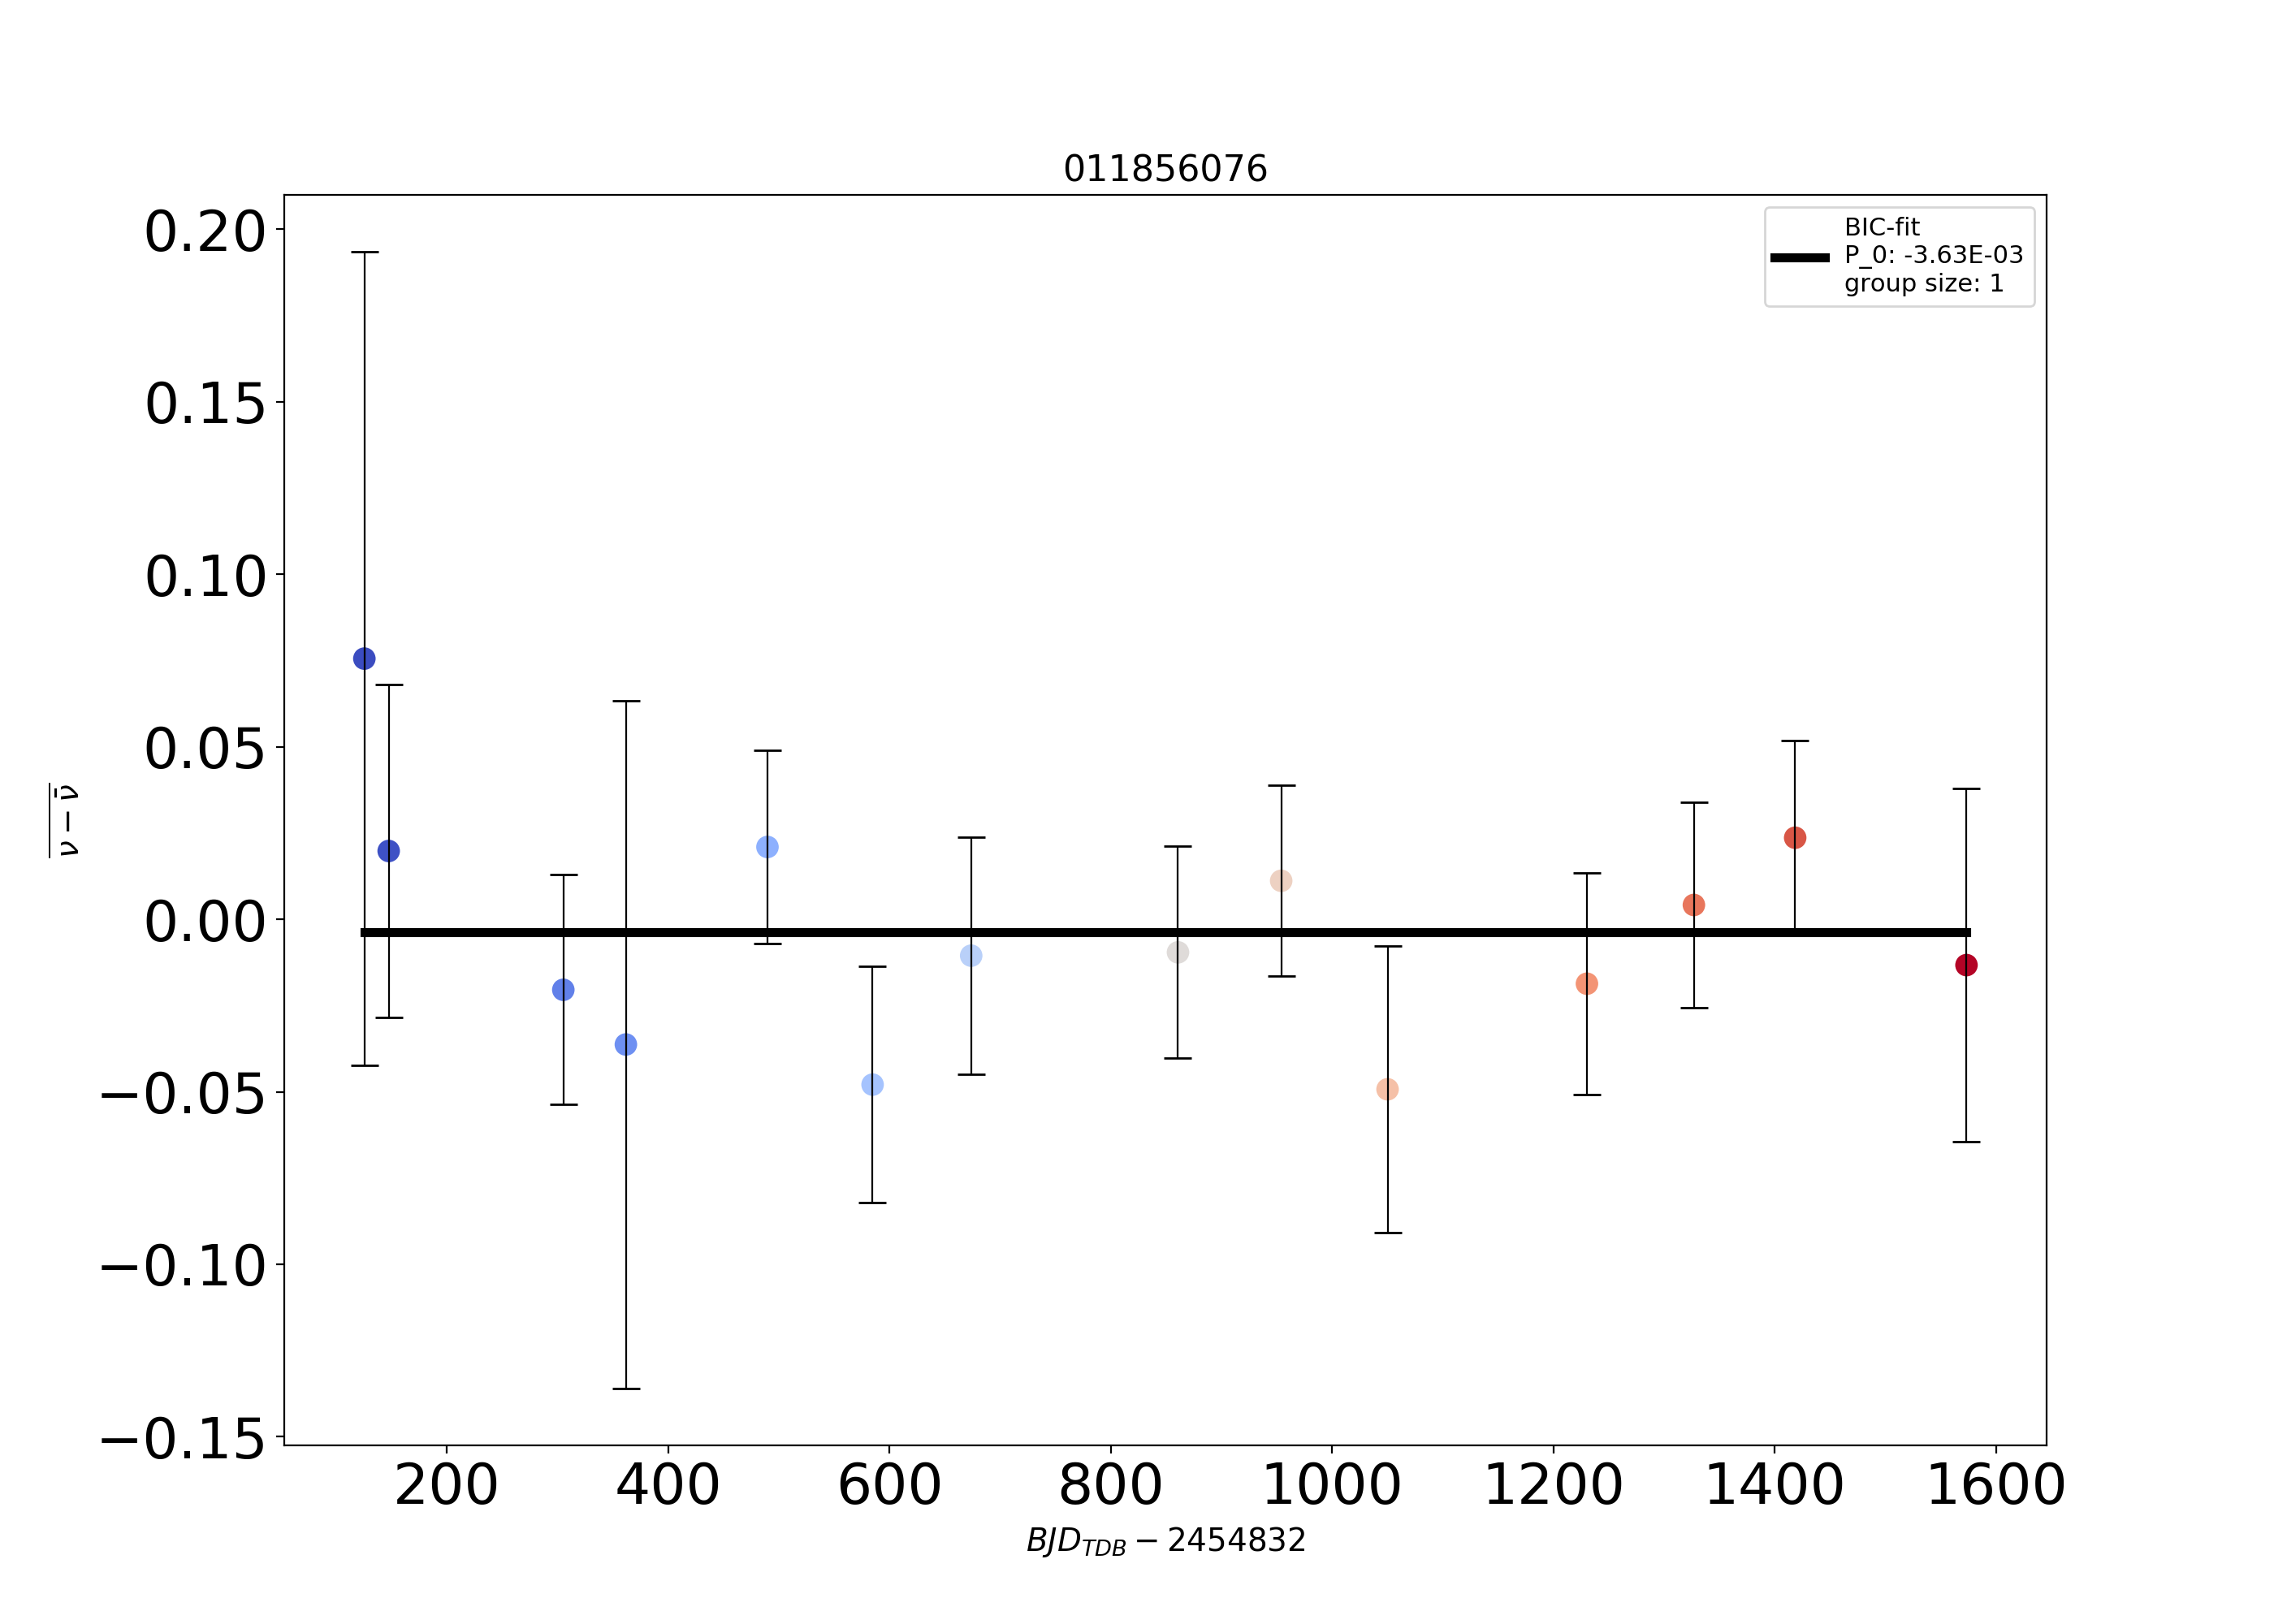 011856076
BIC-fit
P_0: -3.63E-03
group size: 1
0.20
0.15
0.10
0.05
0.00
−0.05
−0.10
−0.15
ν − ν̄
200 400 600 800 1000 1200 1400 1600
BJD_TDB − 2454832